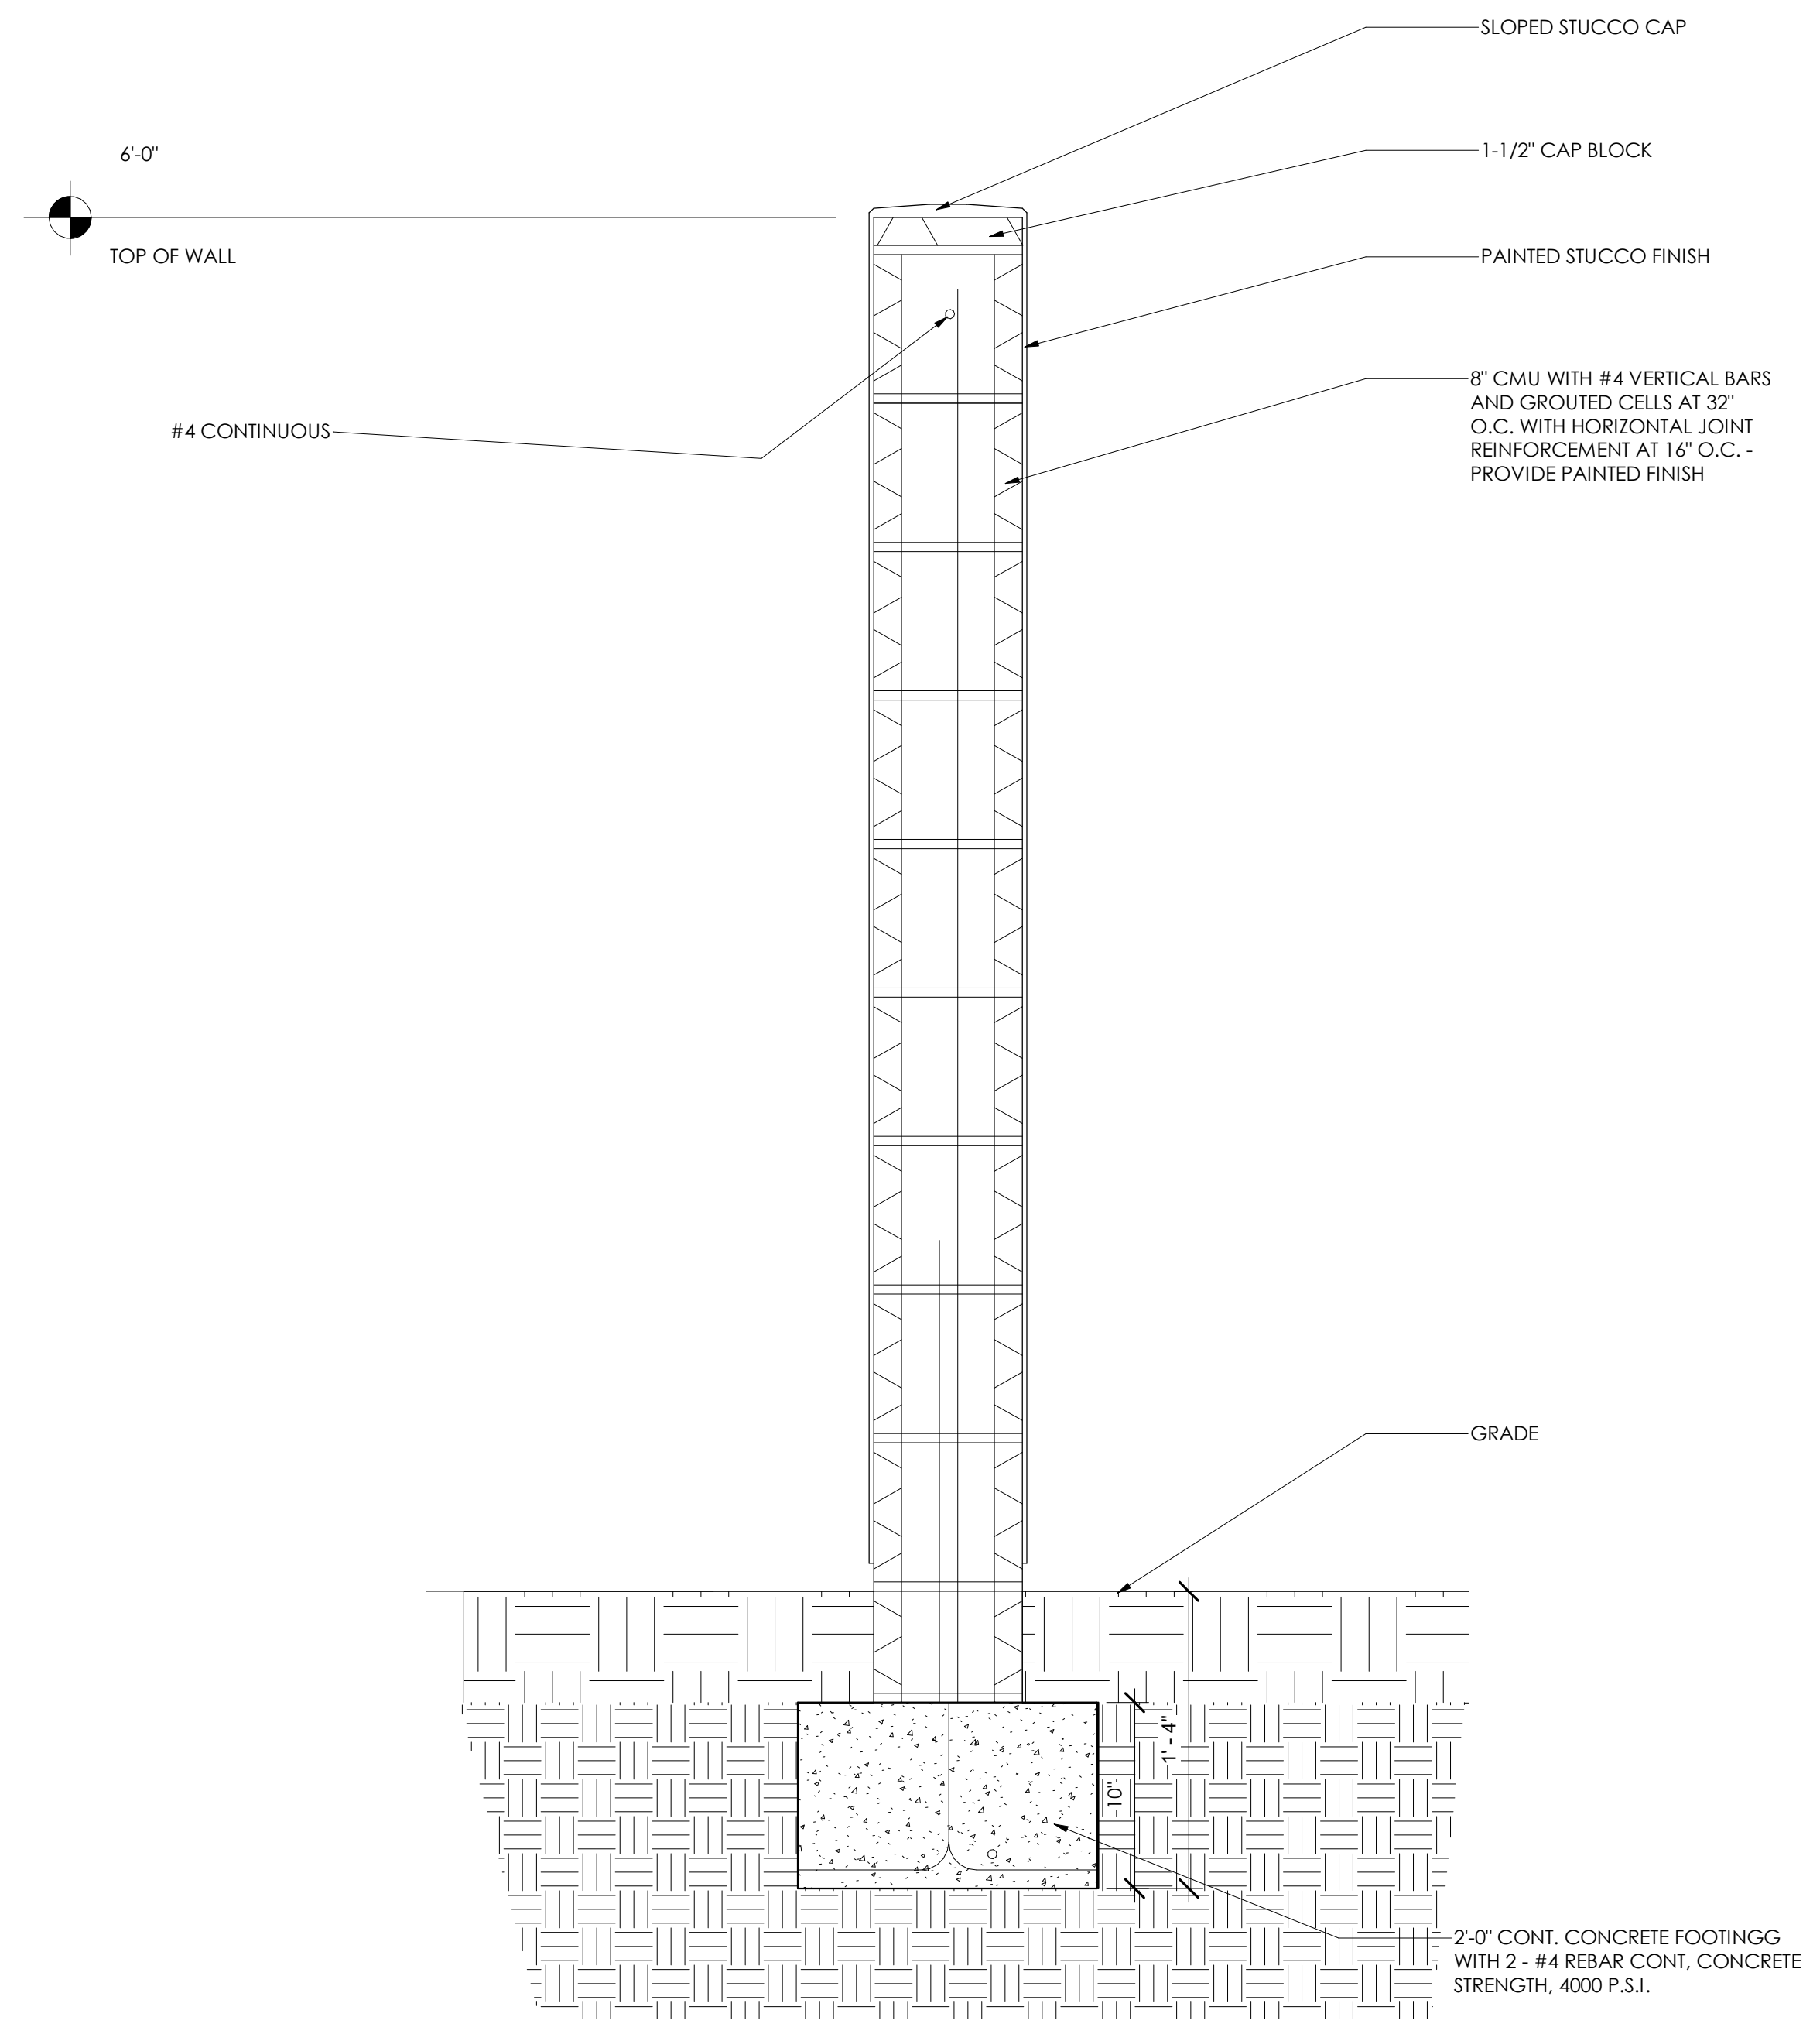 SLOPED STUCCO CAP
6'-0"
1-1/2" CAP BLOCK
TOP OF WALL
PAINTED STUCCO FINISH
8" CMU WITH #4 VERTICAL BARS
AND GROUTED CELLS AT 32"
O.C. WITH HORIZONTAL JOINT
REINFORCEMENT AT 16" O.C. -
PROVIDE PAINTED FINISH
#4 CONTINUOUS
GRADE
1' - 4"
10"
2'-0" CONT. CONCRETE FOOTINGG
WITH 2 - #4 REBAR CONT, CONCRETE
STRENGTH, 4000 P.S.I.